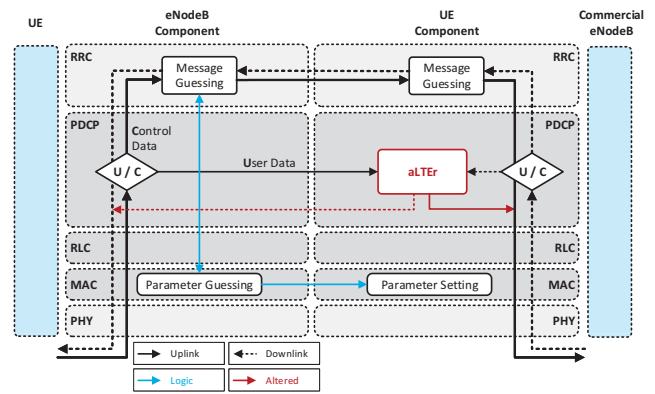 UE
eNodeB
Component
UE
Component
Commercial
eNodeB
RRC
Message
Guessing
Message
Guessing
RRC
PDCP
Control
Data
PDCP
U / C
User Data
aLTEr
U / C
RLC
RLC
MAC
Parameter Guessing
Parameter Setting
MAC
PHY
PHY
Uplink
Downlink
Logic
Altered